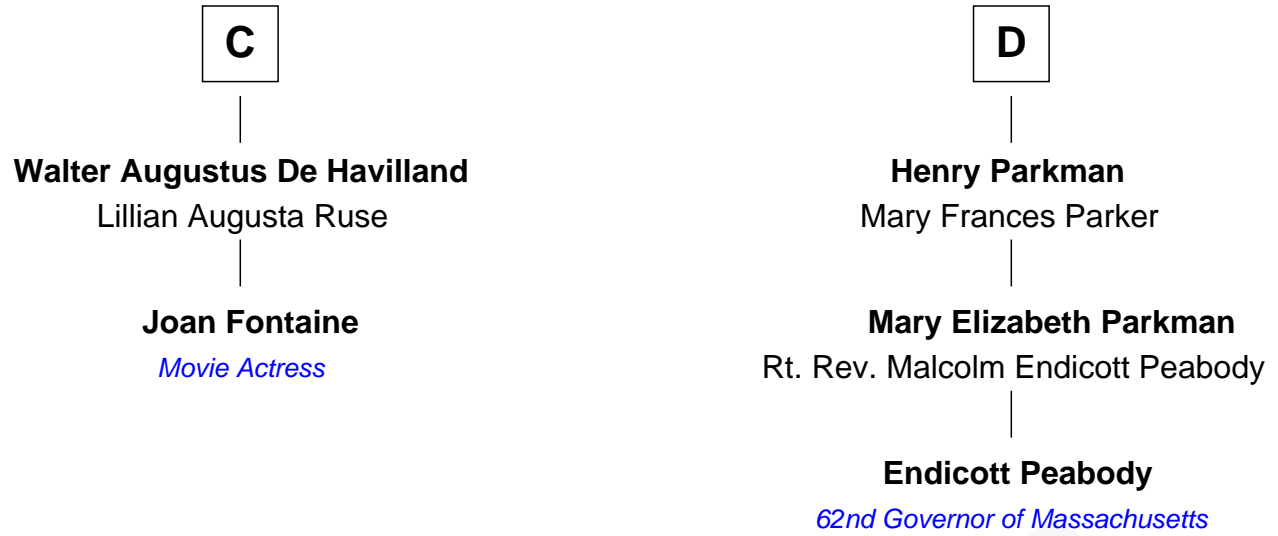 C
Walter Augustus De Havilland
Lillian Augusta Ruse
Joan Fontaine
Movie Actress
D
Henry Parkman
Mary Frances Parker
Mary Elizabeth Parkman
Rt. Rev. Malcolm Endicott Peabody
Endicott Peabody
62nd Governor of Massachusetts